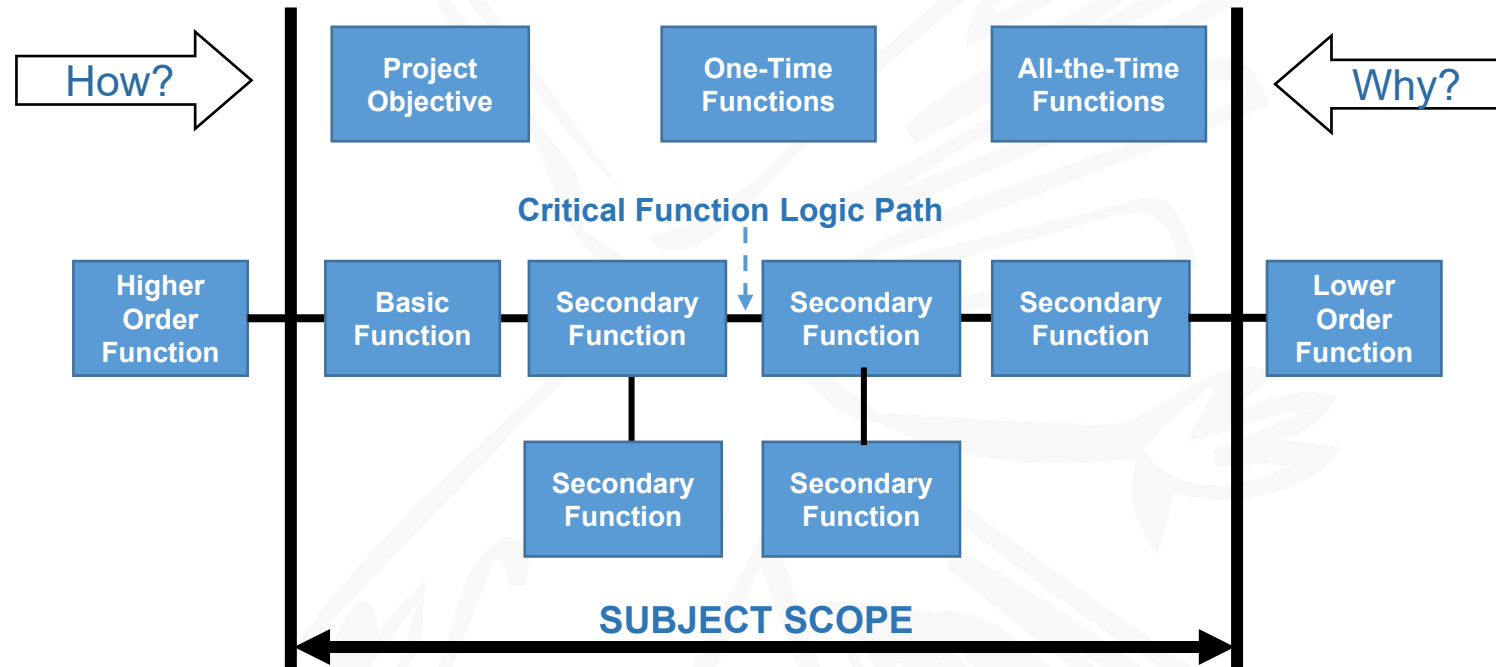 How?
Project
Objective
One-Time
Functions
All-the-Time
Functions
Why?
Critical Function Logic Path
Higher
Order
Function
Basic
Function
Secondary
Function
Secondary
Function
Secondary
Function
Lower
Order
Function
Secondary
Function
Secondary
Function
SUBJECT SCOPE